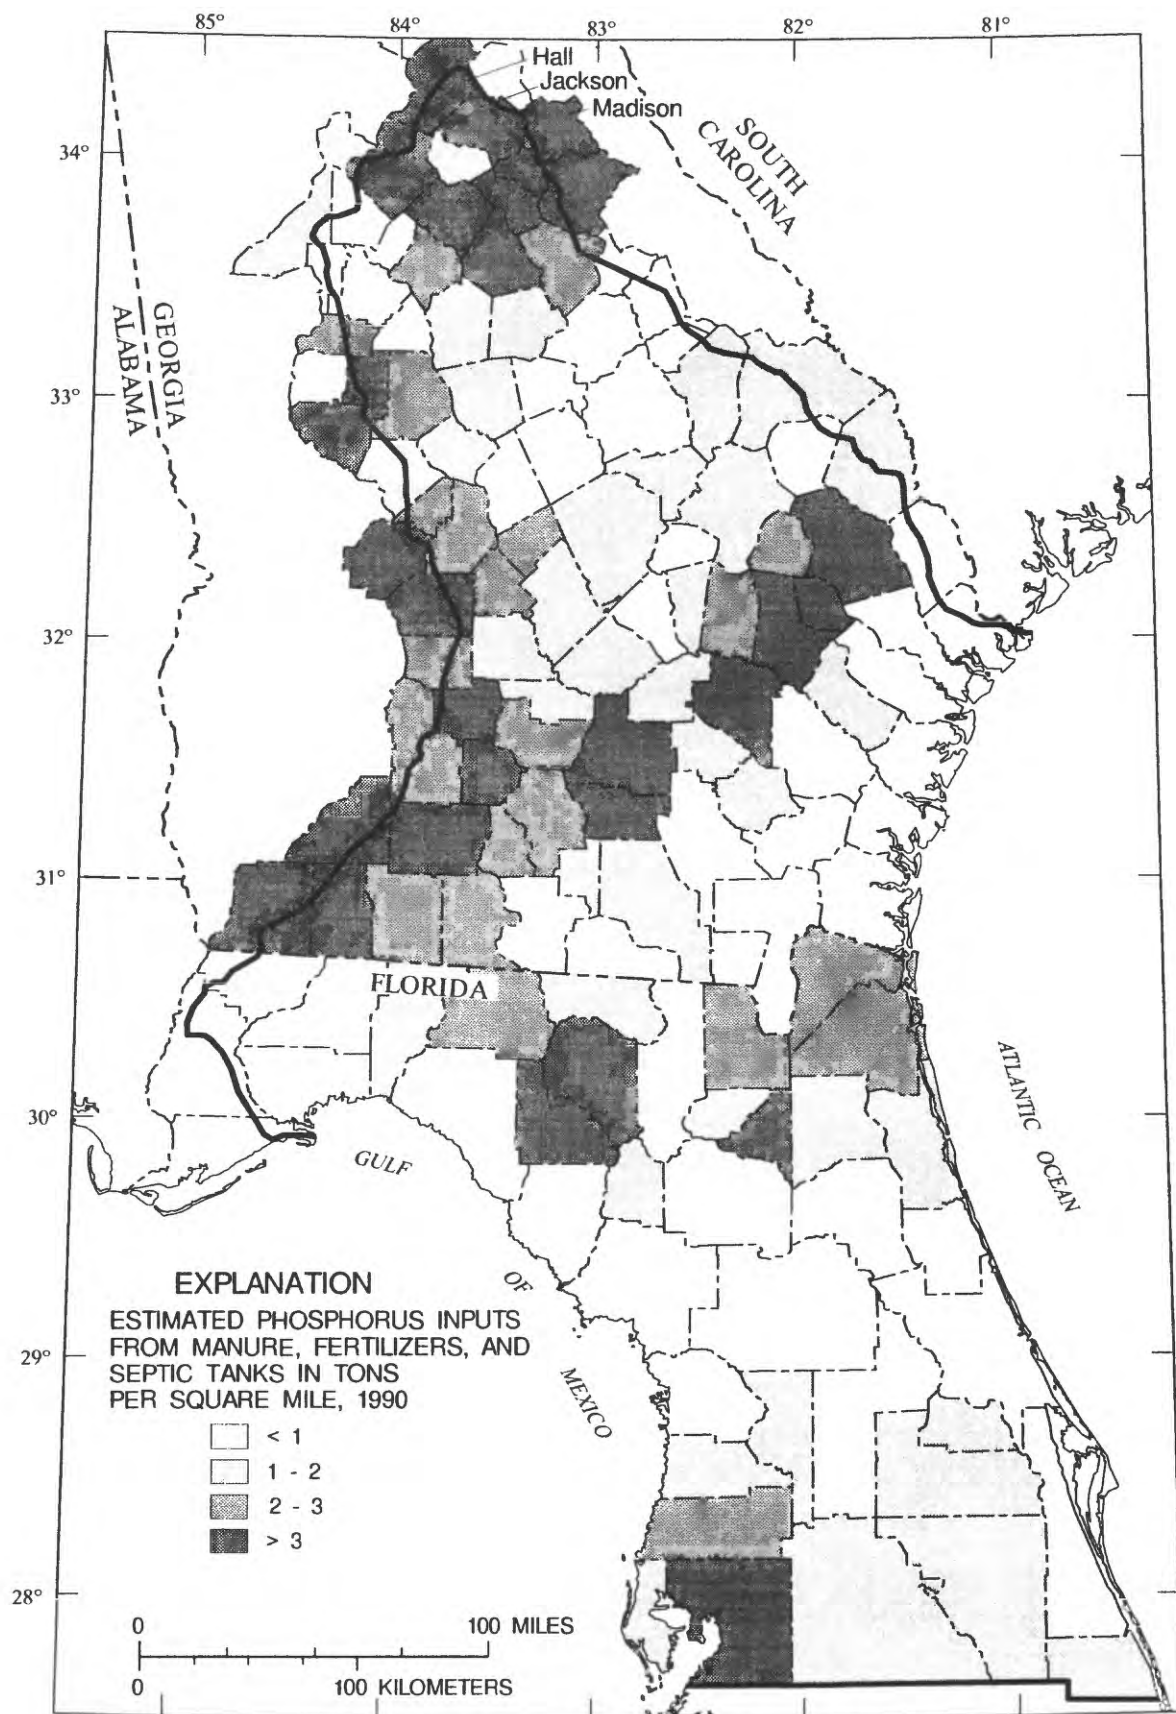 85° 84° 83° 82° 81°
Hall
Jackson
Madison
34°
SOUTH
CAROLINA
GEORGIA
ALABAMA
33°
32°
31°
FLORIDA
ATLANTIC OCEAN
30°
GULF
OF
MEXICO
EXPLANATION
ESTIMATED PHOSPHORUS INPUTS
FROM MANURE, FERTILIZERS, AND
SEPTIC TANKS IN TONS
PER SQUARE MILE, 1990
29°
< 1
1 - 2
2 - 3
> 3
28°
0 100 MILES
0 100 KILOMETERS